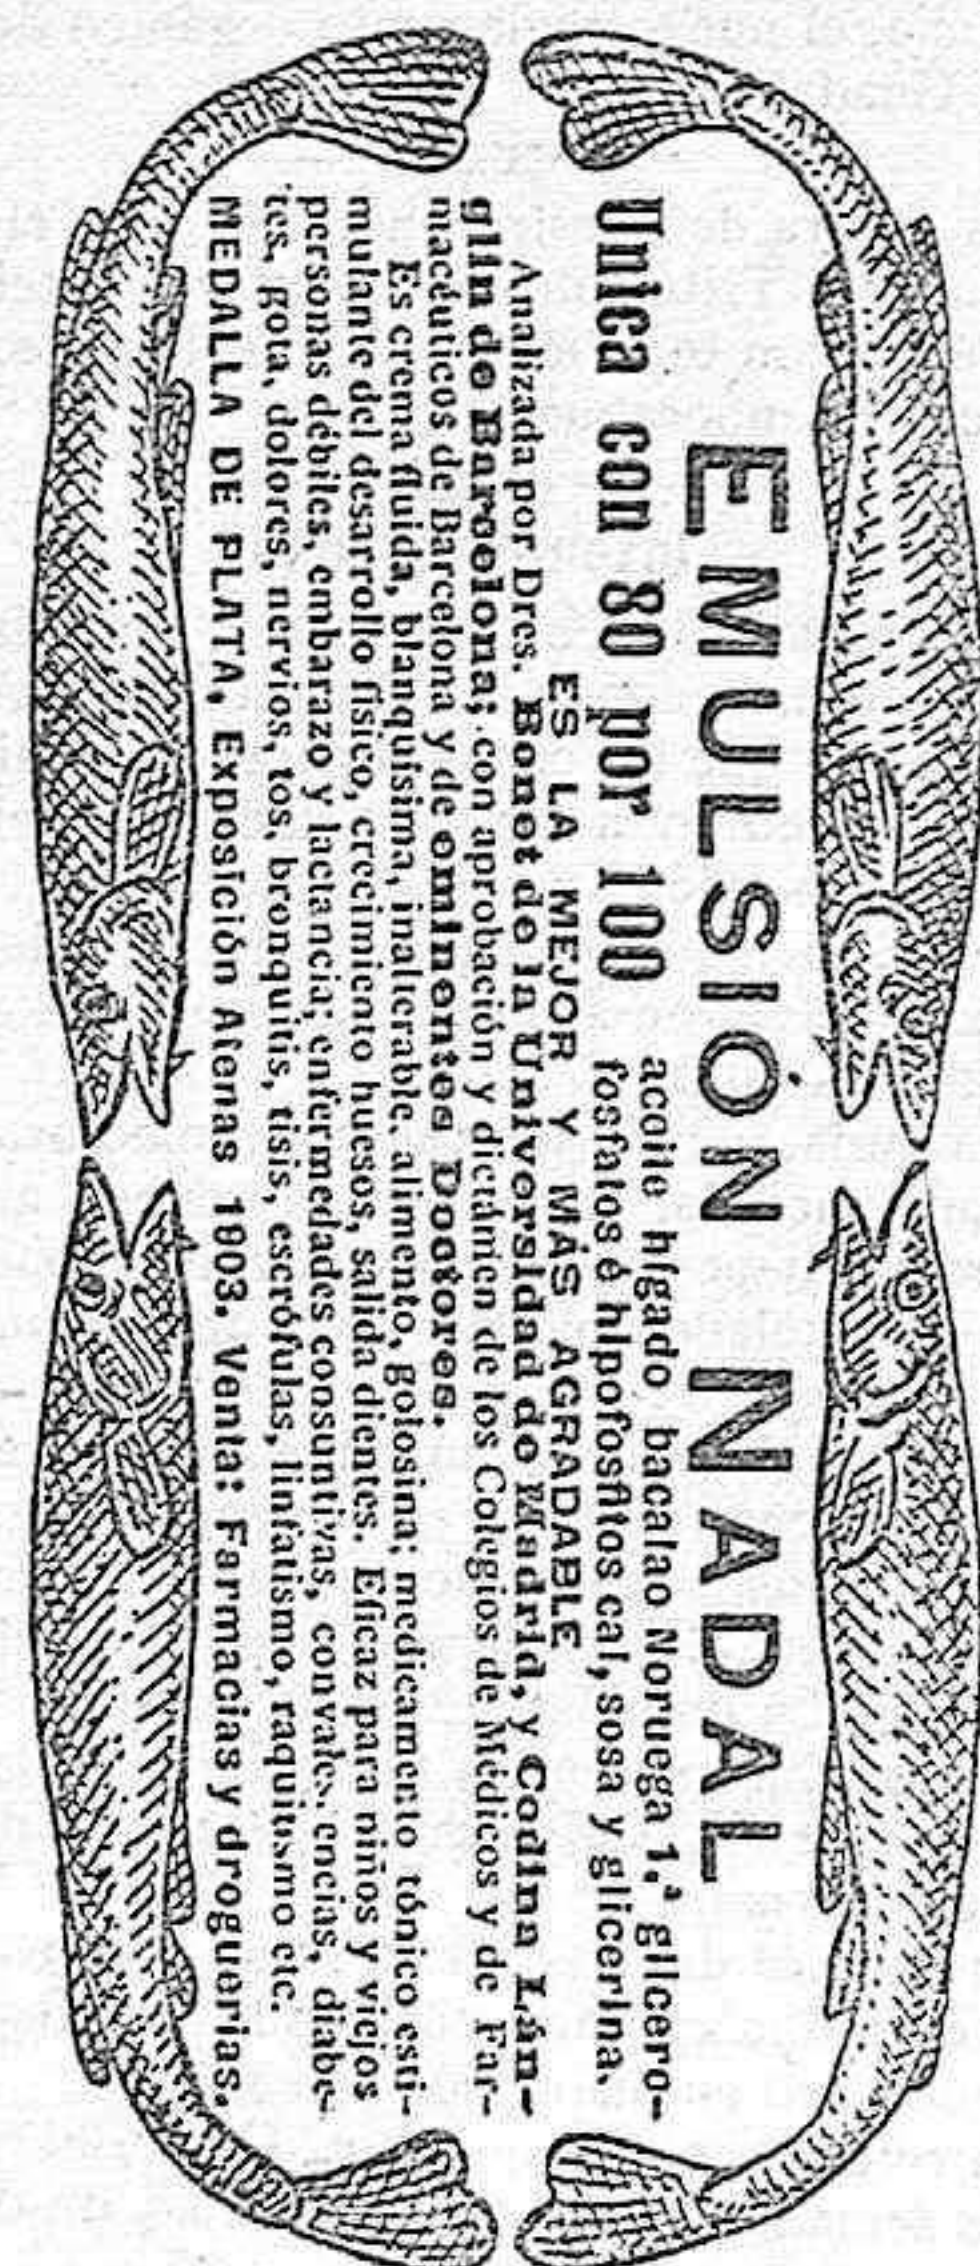 EMULSIÓN NADAL
Unica con 80 por 100 aceite hígado bacalao Noruega 1.ª glicero-
fosfatos é hipofosfitos cal, sosa y glicerina.
ES LA MEJOR Y MÁS AGRADABLE
Analizada por Dres. Bonet de la Universidad de Madrid, y Codina Län-
glin de Barcelona; con aprobación y dictámen de los Colegios de Médicos y de Far-
macéuticos de Barcelona y de eminentes Doctores.
Es crema fluida, blanquisima, inalterable, alimento, golosina; medicamento tónico esti-
mulante del desarrollo físico, crecimiento huesos, salida dientes. Eficaz para niños y viejos
personas débiles, embarazo y lactancia; enfermedades consuntivas, convalecencias, diabe-
tes, gota, dolores, nervios, tos, bronquitis, tisis, escrófulas, linfatismo, raquitismo etc.
MEDALLA DE PLATA, Exposición Atenas 1903. Venta: Farmacias y droguerias.